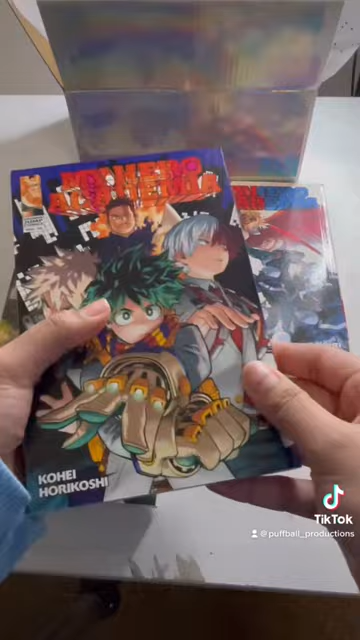 MY HERO
ACADEMIA
KOHEI
HORIKOSHI
TikTok
@puffball_productions